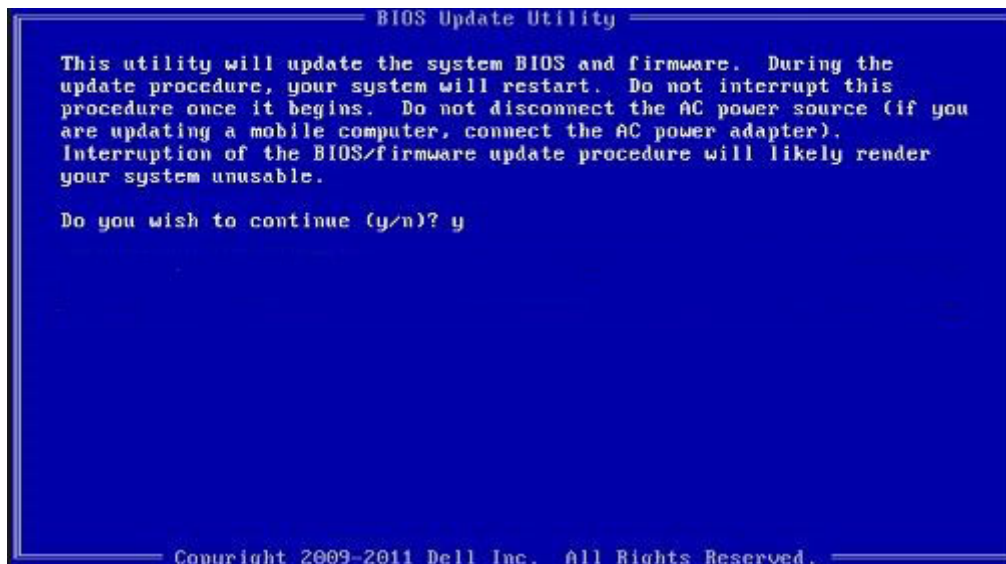 BIOS Update Utility
This utility will update the system BIOS and firmware. During the
update procedure, your system will restart. Do not interrupt this
procedure once it begins. Do not disconnect the AC power source (if you
are updating a mobile computer, connect the AC power adapter).
Interruption of the BIOS/firmware update procedure will likely render
your system unusable.
Do you wish to continue (y/n)? y
Copyright 2009-2011 Dell Inc. All Rights Reserved.